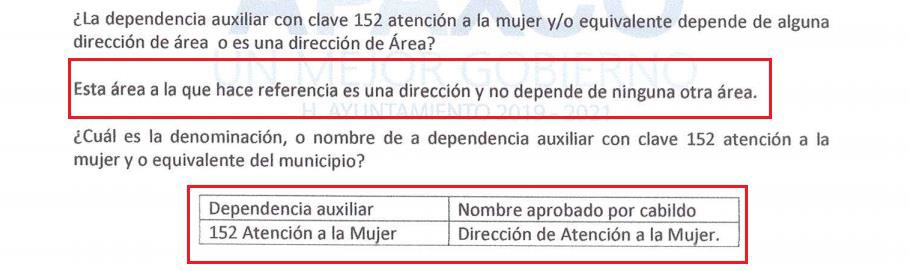 APAXCO
UN MEJOR GOBIERNO
H. AYUNTAMIENTO 2019 - 2021
¿La dependencia auxiliar con clave 152 atención a la mujer y/o equivalente depende de alguna
dirección de área o es una dirección de Área?
Esta área a la que hace referencia es una dirección y no depende de ninguna otra área.
¿Cuál es la denominación, o nombre de a dependencia auxiliar con clave 152 atención a la
mujer y o equivalente del municipio?
Dependencia auxiliar Nombre aprobado por cabildo
152 Atención a la Mujer Dirección de Atención a la Mujer.